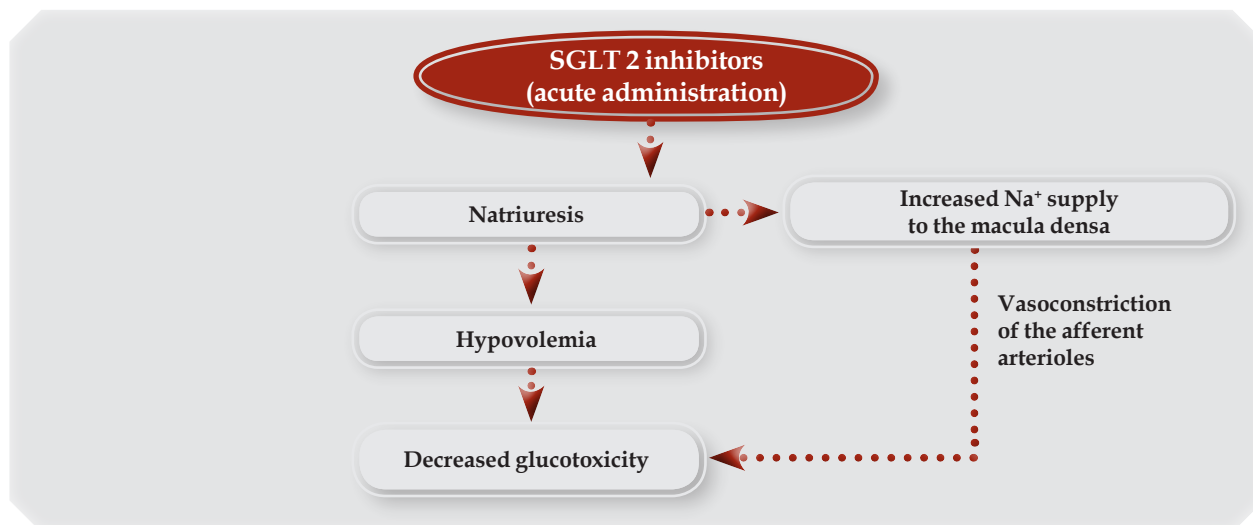 SGLT 2 inhibitors
(acute administration)
Natriuresis
Increased Na⁺ supply
to the macula densa
Vasoconstriction
of the afferent
arterioles
Hypovolemia
Decreased glucotoxicity